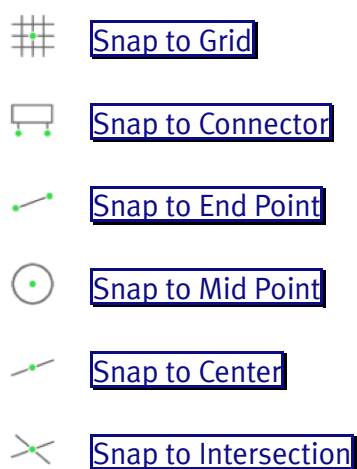 Snap to Grid
Snap to Connector
Snap to End Point
Snap to Mid Point
Snap to Center
Snap to Intersection